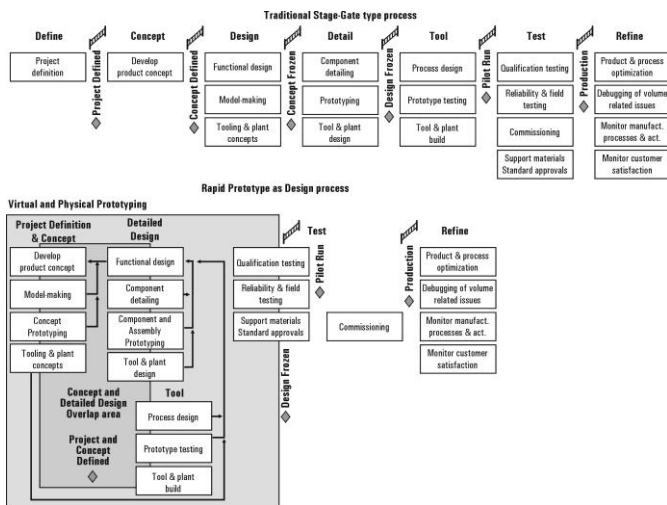 Traditional Stage-Gate type process
Define
Concept
Design
Detail
Tool
Test
Refine
Project
definition
Project Defined
Develop
product concept
Concept Defined
Functional design
Model-making
Tooling & plant
concepts
Concept Frozen
Component
detailing
Prototyping
Tool & plant
design
Design Frozen
Process design
Prototype testing
Tool & plant
build
Pilot Run
Qualification testing
Reliability & field
testing
Commissioning
Support materials
Standard approvals
Production
Product & process
optimization
Debugging of volume
related issues
Monitor manufact.
processes & act.
Monitor customer
satisfaction
Rapid Prototype as Design process
Virtual and Physical Prototyping
Project Definition
& Concept
Develop
product concept
Model-making
Concept
Prototyping
Tooling & plant
concepts
Detailed
Design
Functional design
Component
detailing
Component and
Assembly
Prototyping
Tool & plant
design
Concept and
Detailed Design
Overlap area
Project and
Concept
Defined
Tool
Process design
Prototype testing
Tool & plant
build
Design Frozen
Test
Qualification testing
Reliability & field
testing
Support materials
Standard approvals
Pilot Run
Commissioning
Production
Refine
Product & process
optimization
Debugging of volume
related issues
Monitor manufact.
processes & act.
Monitor customer
satisfaction